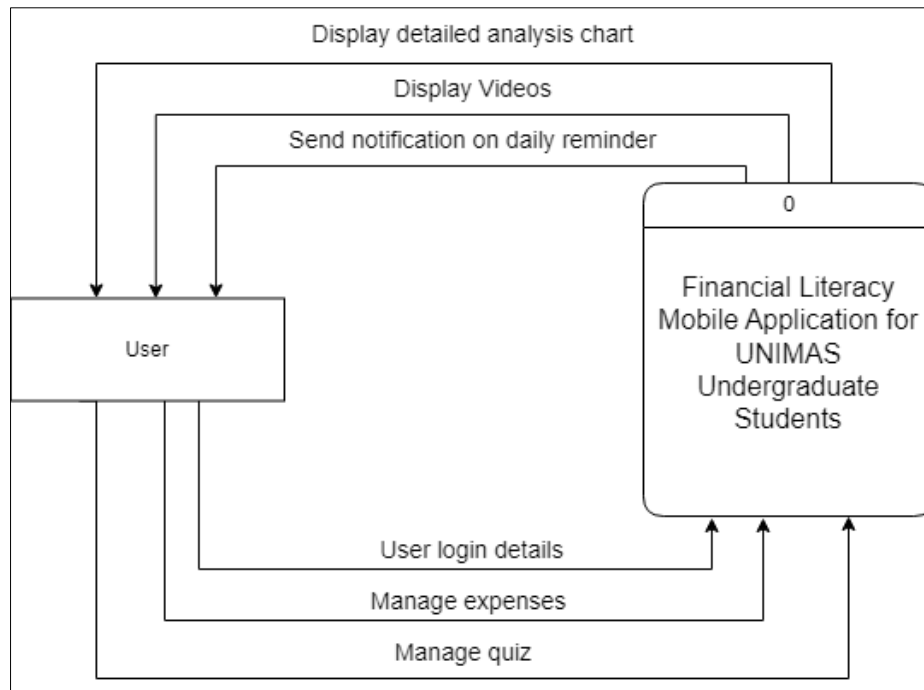 Display detailed analysis chart
Display Videos
Send notification on daily reminder
0
Financial Literacy
Mobile Application for
UNIMAS
Undergraduate
Students
User
User login details
Manage expenses
Manage quiz